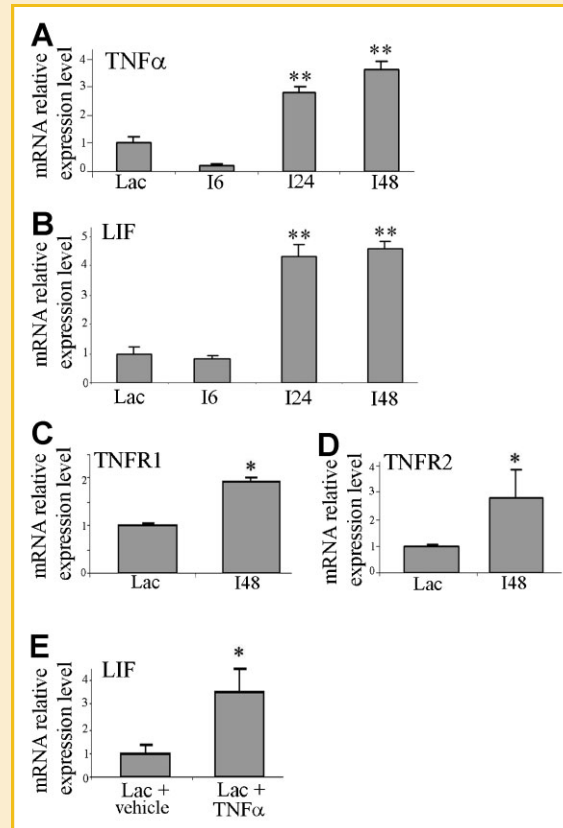 A
TNFα
mRNA relative
expression level
4
3
2
1
0
**
**
Lac I6 I24 I48
B
LIF
mRNA relative
expression level
5
4
3
2
1
0
**
**
Lac I6 I24 I48
C
TNFR1
mRNA relative
expression level
2
1
0
*
Lac I48
D
TNFR2
mRNA relative
expression level
4
3
2
1
0
*
Lac I48
E
LIF
mRNA relative
expression level
4
3
2
1
0
*
Lac + Lac +
vehicle TNFα